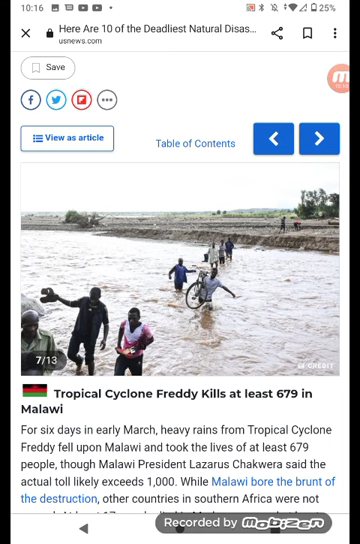 10:16
25%
Here Are 10 of the Deadliest Natural Disas...
usnews.com
Save
View as article
Table of Contents
7/13
CREDIT
Tropical Cyclone Freddy Kills at least 679 in
Malawi
For six days in early March, heavy rains from Tropical Cyclone
Freddy fell upon Malawi and took the lives of at least 679
people, though Malawi President Lazarus Chakwera said the
actual toll likely exceeds 1,000. While Malawi bore the brunt of
the destruction, other countries in southern Africa were not
Recorded by mobizen